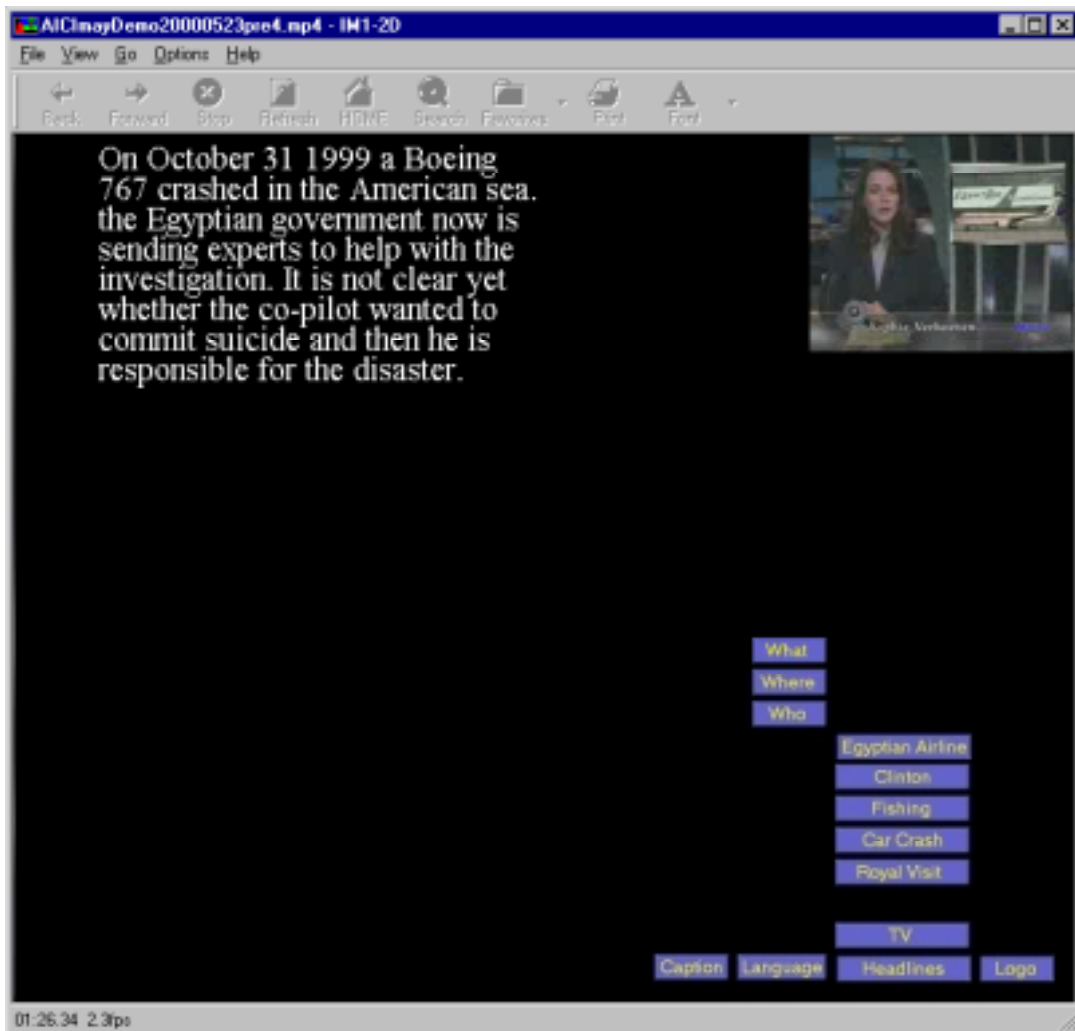 AICImayDemo20000523pre4.mp4 - IM1-2D
File View Go Options Help
Back Forward Stop Refresh HOME Search Favorites Print Font
On October 31 1999 a Boeing
767 crashed in the American sea.
the Egyptian government now is
sending experts to help with the
investigation. It is not clear yet
whether the co-pilot wanted to
commit suicide and then he is
responsible for the disaster.
What
Where
Who
Egyptian Airline
Clinton
Fishing
Car Crash
Royal Visit
TV
Caption Language Headlines Logo
01:26.34 2.3fps